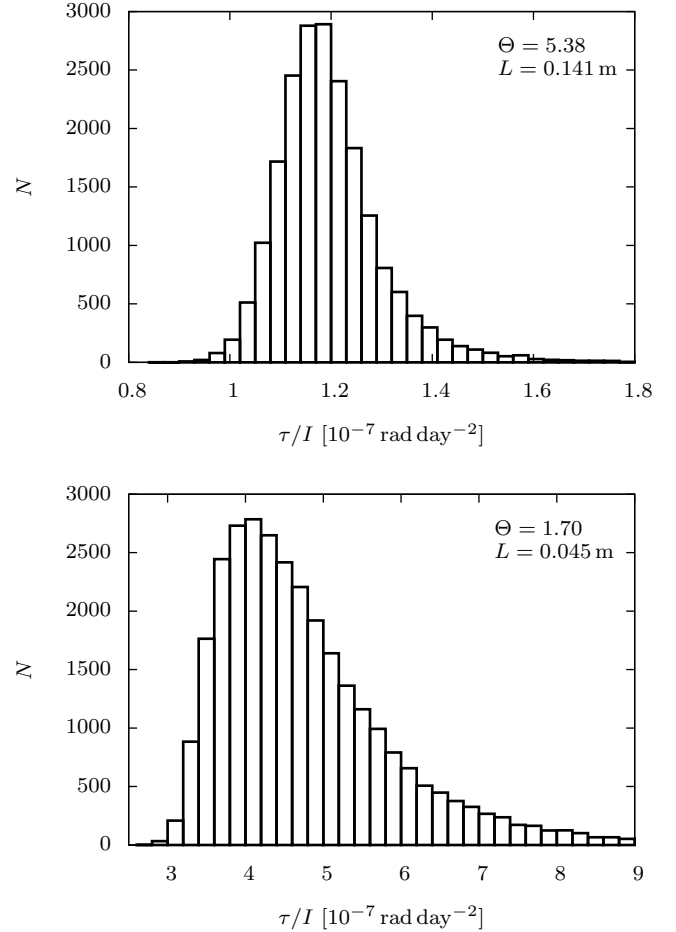 3000
2500
2000
1500
1000
500
0
N
Θ = 5.38
L = 0.141 m
0.8 1 1.2 1.4 1.6 1.8
τ/I [10⁻⁷ rad day⁻²]
3000
2500
2000
1500
1000
500
0
N
Θ = 1.70
L = 0.045 m
3 4 5 6 7 8 9
τ/I [10⁻⁷ rad day⁻²]